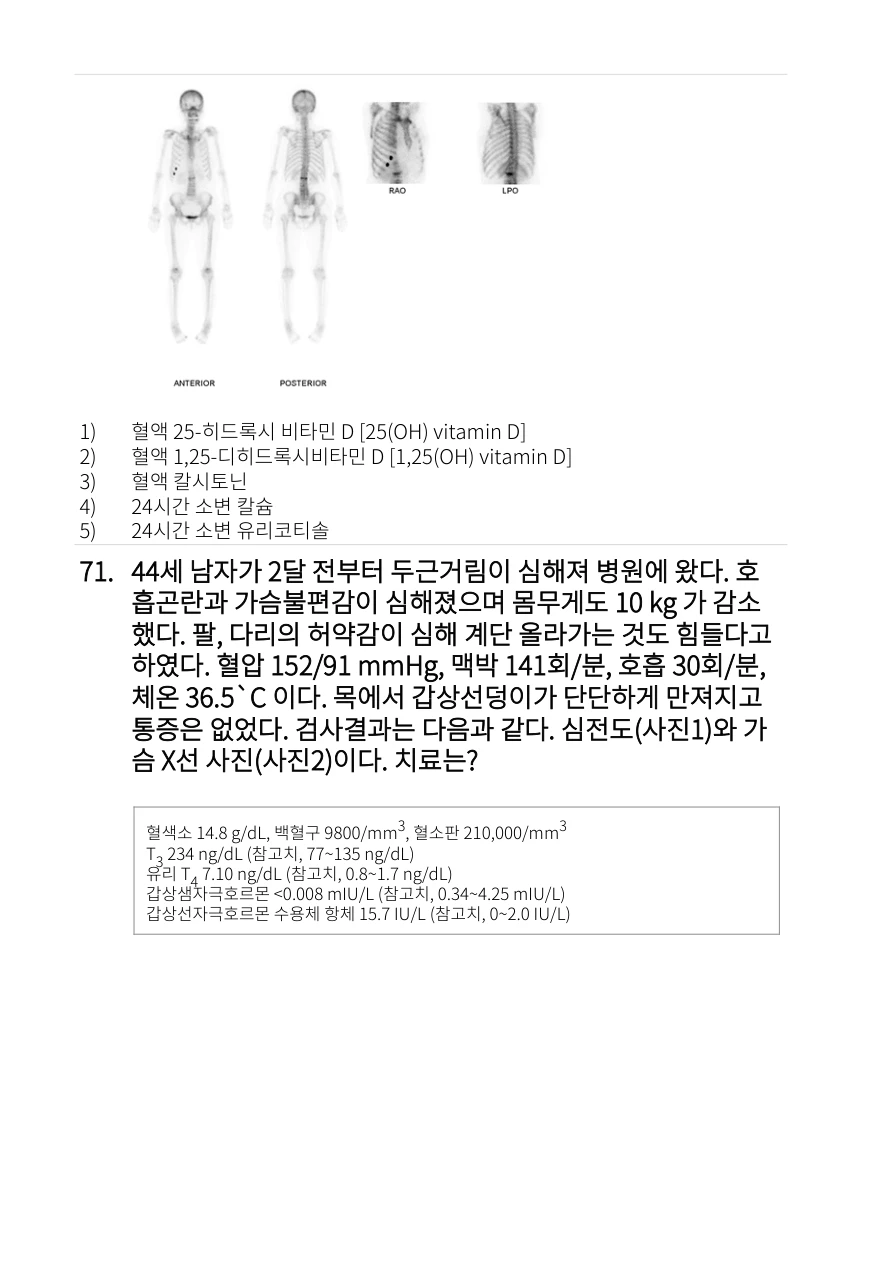 RAO
LPO
ANTERIOR
POSTERIOR
1) 혈액 25-히드록시 비타민 D [25(OH) vitamin D]
2) 혈액 1,25-디히드록시비타민 D [1,25(OH) vitamin D]
3) 혈액 칼시토닌
4) 24시간 소변 칼슘
5) 24시간 소변 유리코티솔
71. 44세 남자가 2달 전부터 두근거림이 심해져 병원에 왔다. 호
흡곤란과 가슴불편감이 심해졌으며 몸무게도 10 kg 가 감소
했다. 팔, 다리의 허약감이 심해 계단 올라가는 것도 힘들다고
하였다. 혈압 152/91 mmHg, 맥박 141회/분, 호흡 30회/분,
체온 36.5`C 이다. 목에서 갑상선덩이가 단단하게 만져지고
통증은 없었다. 검사결과는 다음과 같다. 심전도(사진1)와 가
슴 X선 사진(사진2)이다. 치료는?
혈색소 14.8 g/dL, 백혈구 9800/mm3, 혈소판 210,000/mm3
T3 234 ng/dL (참고치, 77~135 ng/dL)
유리 T4 7.10 ng/dL (참고치, 0.8~1.7 ng/dL)
갑상샘자극호르몬 <0.008 mIU/L (참고치, 0.34~4.25 mIU/L)
갑상선자극호르몬 수용체 항체 15.7 IU/L (참고치, 0~2.0 IU/L)